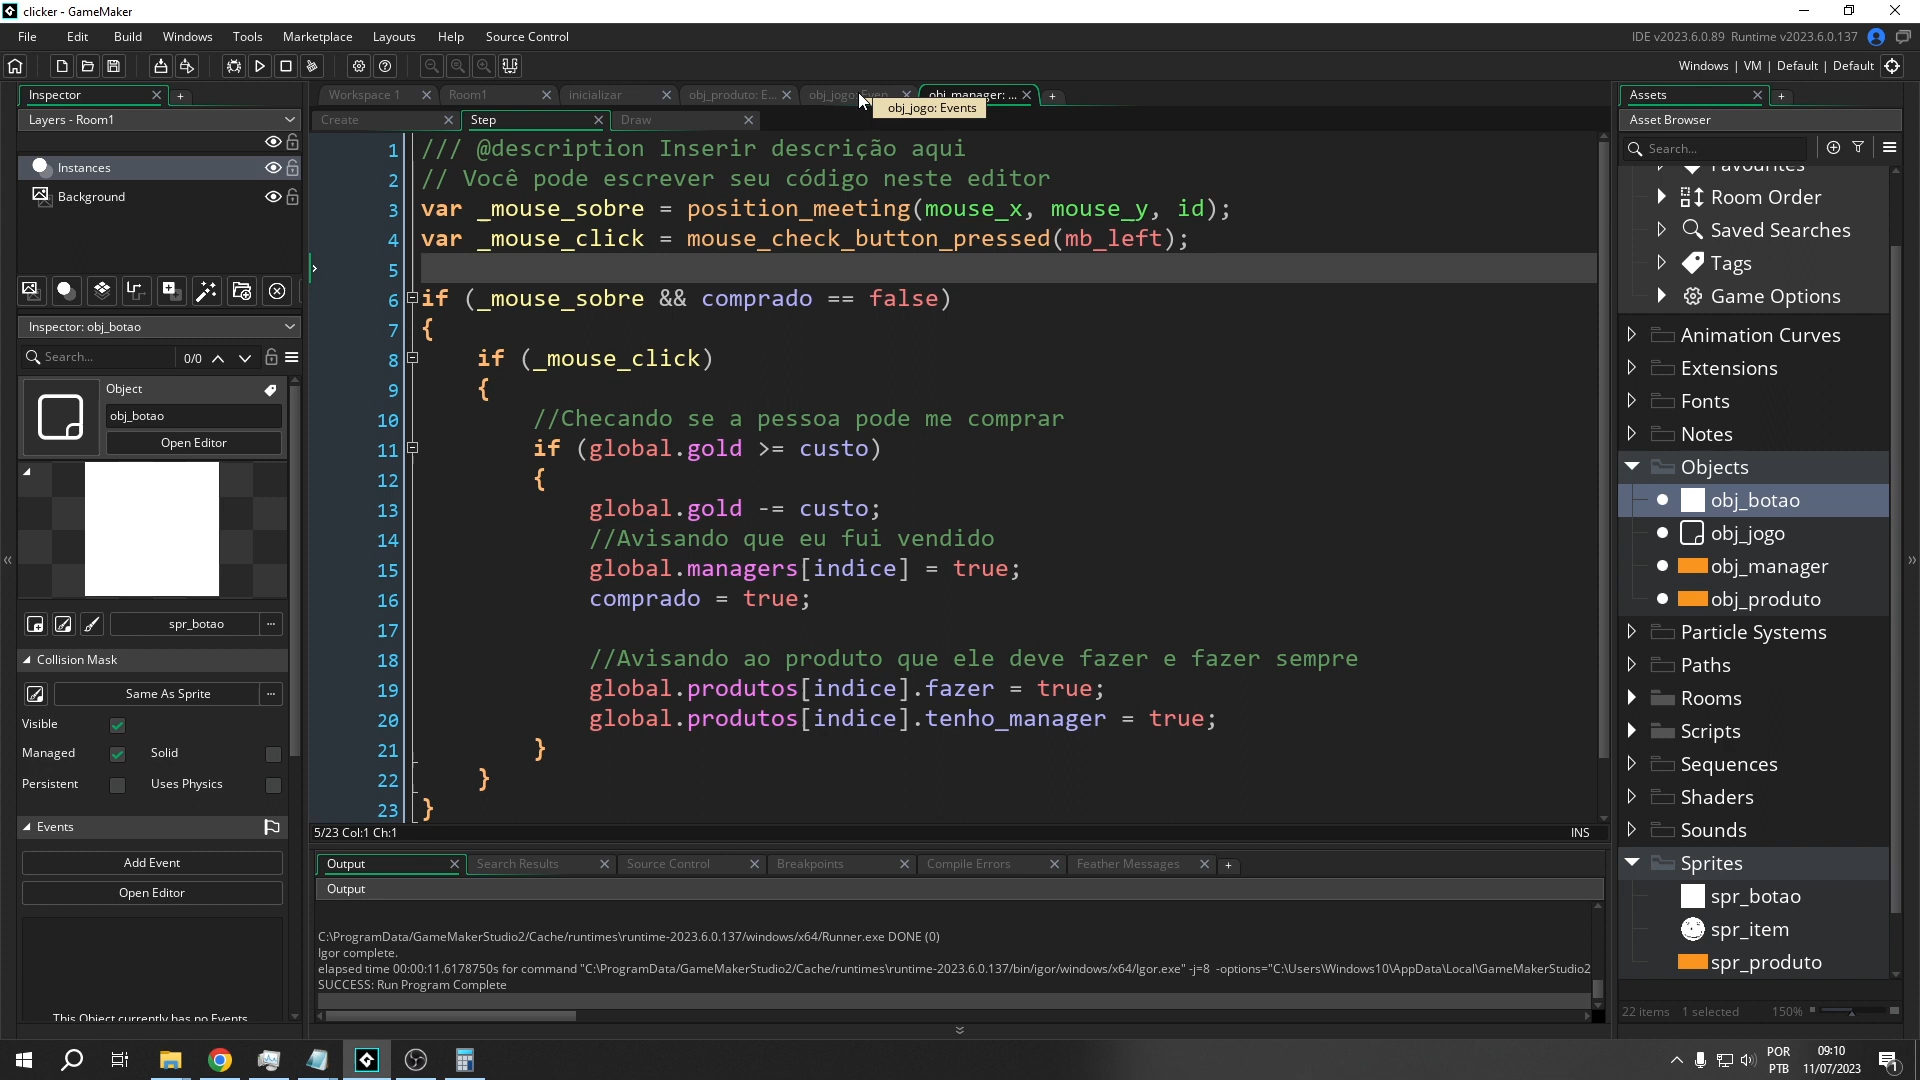 clicker - GameMaker
File Edit Build Windows Tools Marketplace Layouts Help Source Control
IDE v2023.6.0.89 Runtime v2023.6.0.137
Windows | VM | Default | Default
Inspector
Layers - Room1
Instances
Background
Inspector: obj_botao
Search...
0/0
Object
obj_botao
Open Editor
spr_botao
...
Collision Mask
Same As Sprite
...
Visible
Managed
Solid
Persistent
Uses Physics
Events
Add Event
Open Editor
This Object currently has no Events
Workspace 1
Room1
inicializar
obj_produto: E...
obj_jogo: Even
obj_manager: ...
obj_jogo: Events
Create
Step
Draw
1 /// @description Inserir descrição aqui
2 // Você pode escrever seu código neste editor
3 var _mouse_sobre = position_meeting(mouse_x, mouse_y, id);
4 var _mouse_click = mouse_check_button_pressed(mb_left);
5
6 if (_mouse_sobre && comprado == false)
7 {
8 if (_mouse_click)
9 {
10 //Checando se a pessoa pode me comprar
11 if (global.gold >= custo)
12 {
13 global.gold -= custo;
14 //Avisando que eu fui vendido
15 global.managers[indice] = true;
16 comprado = true;
17
18 //Avisando ao produto que ele deve fazer e fazer sempre
19 global.produtos[indice].fazer = true;
20 global.produtos[indice].tenho_manager = true;
21 }
22 }
23 }
5/23 Col:1 Ch:1
INS
Output
Search Results
Source Control
Breakpoints
Compile Errors
Feather Messages
Output
C:\ProgramData/GameMakerStudio2/Cache/runtimes\runtime-2023.6.0.137/windows/x64/Runner.exe DONE (0)
Igor complete.
elapsed time 00:00:11.6178750s for command "C:\ProgramData/GameMakerStudio2/Cache/runtimes\runtime-2023.6.0.137/bin/igor/windows/x64/Igor.exe" -j=8 -options="C:\Users\Windows10\AppData\Local\GameMakerStudio2
SUCCESS: Run Program Complete
Assets
Asset Browser
Search...
Favourites
Room Order
Saved Searches
Tags
Game Options
Animation Curves
Extensions
Fonts
Notes
Objects
obj_botao
obj_jogo
obj_manager
obj_produto
Particle Systems
Paths
Rooms
Scripts
Sequences
Shaders
Sounds
Sprites
spr_botao
spr_item
spr_produto
22 items
1 selected
150%
POR
PTB
09:10
11/07/2023
1